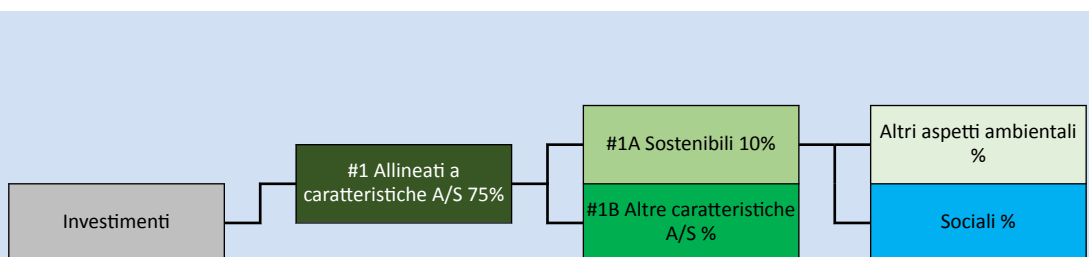 Investimenti
#1 Allineati a
caratteristiche A/S 75%
#1A Sostenibili 10%
#1B Altre caratteristiche
A/S %
Altri aspetti ambientali
%
Sociali %